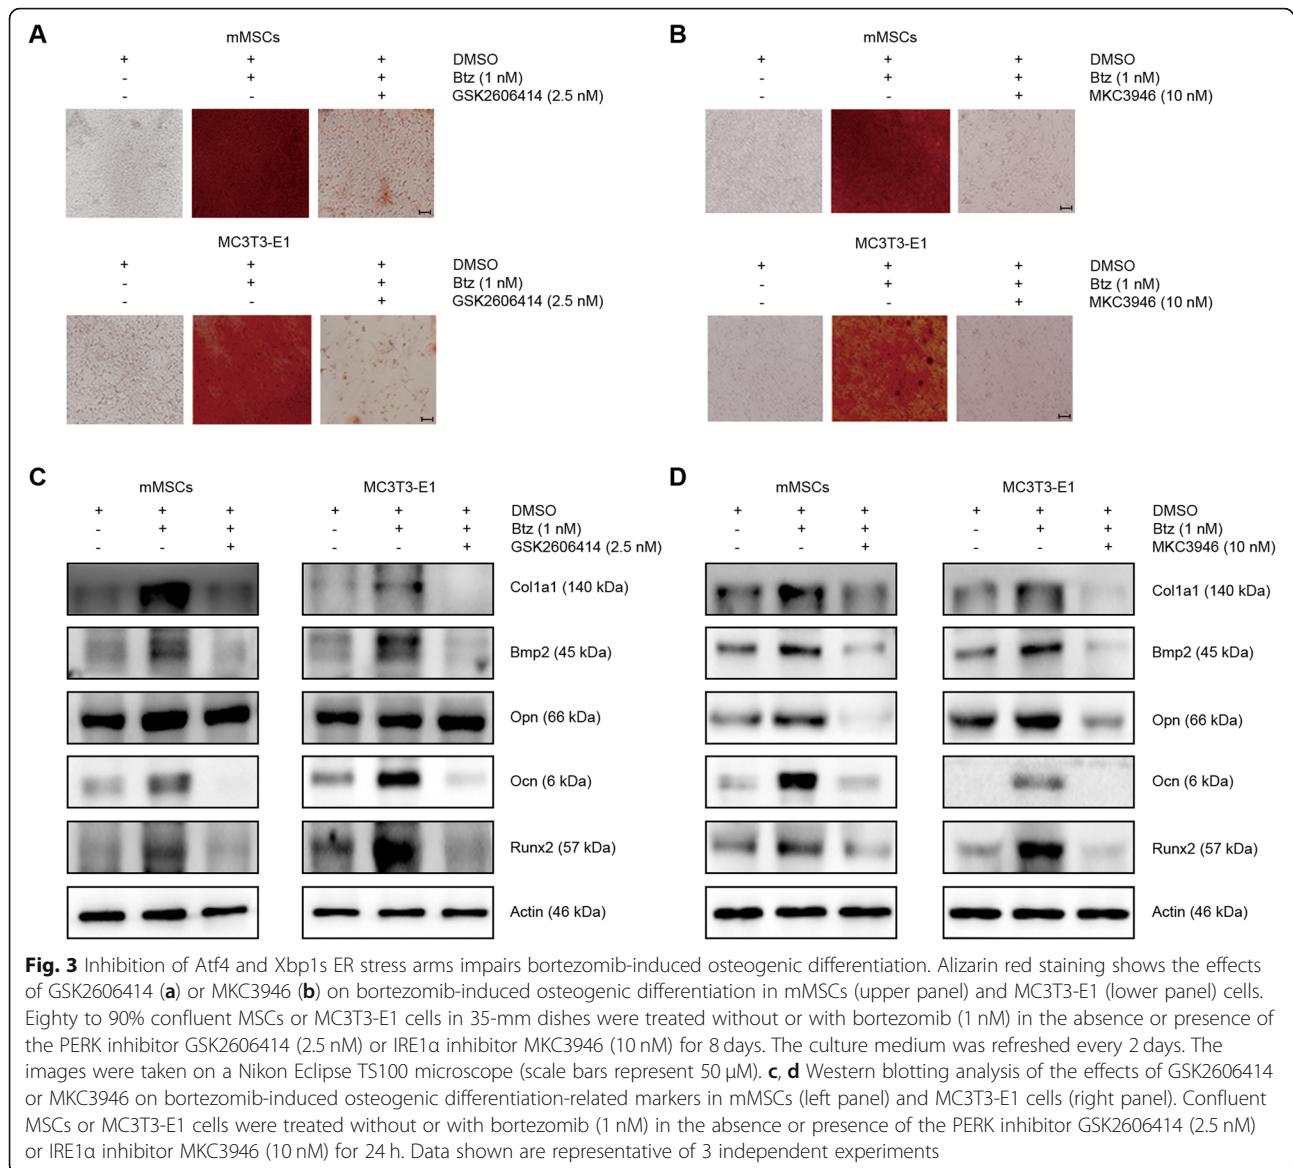 A
mMSCs
+ + + DMSO
- + + Btz (1 nM)
- - + GSK2606414 (2.5 nM)
MC3T3-E1
+ + + DMSO
- + + Btz (1 nM)
- - + GSK2606414 (2.5 nM)
B
mMSCs
+ + + DMSO
- + + Btz (1 nM)
- - + MKC3946 (10 nM)
MC3T3-E1
+ + + DMSO
- + + Btz (1 nM)
- - + MKC3946 (10 nM)
C
mMSCs MC3T3-E1
+ + + + + + DMSO
- + + - + + Btz (1 nM)
- - + - - + GSK2606414 (2.5 nM)
Col1a1 (140 kDa)
Bmp2 (45 kDa)
Opn (66 kDa)
Ocn (6 kDa)
Runx2 (57 kDa)
Actin (46 kDa)
D
mMSCs MC3T3-E1
+ + + + + + DMSO
- + + - + + Btz (1 nM)
- - + - - + MKC3946 (10 nM)
Col1a1 (140 kDa)
Bmp2 (45 kDa)
Opn (66 kDa)
Ocn (6 kDa)
Runx2 (57 kDa)
Actin (46 kDa)
Fig. 3 Inhibition of Atf4 and Xbp1s ER stress arms impairs bortezomib-induced osteogenic differentiation. Alizarin red staining shows the effects
of GSK2606414 (a) or MKC3946 (b) on bortezomib-induced osteogenic differentiation in mMSCs (upper panel) and MC3T3-E1 (lower panel) cells.
Eighty to 90% confluent MSCs or MC3T3-E1 cells in 35-mm dishes were treated without or with bortezomib (1 nM) in the absence or presence of
the PERK inhibitor GSK2606414 (2.5 nM) or IRE1α inhibitor MKC3946 (10 nM) for 8 days. The culture medium was refreshed every 2 days. The
images were taken on a Nikon Eclipse TS100 microscope (scale bars represent 50 μM). c, d Western blotting analysis of the effects of GSK2606414
or MKC3946 on bortezomib-induced osteogenic differentiation-related markers in mMSCs (left panel) and MC3T3-E1 cells (right panel). Confluent
MSCs or MC3T3-E1 cells were treated without or with bortezomib (1 nM) in the absence or presence of the PERK inhibitor GSK2606414 (2.5 nM)
or IRE1α inhibitor MKC3946 (10 nM) for 24 h. Data shown are representative of 3 independent experiments